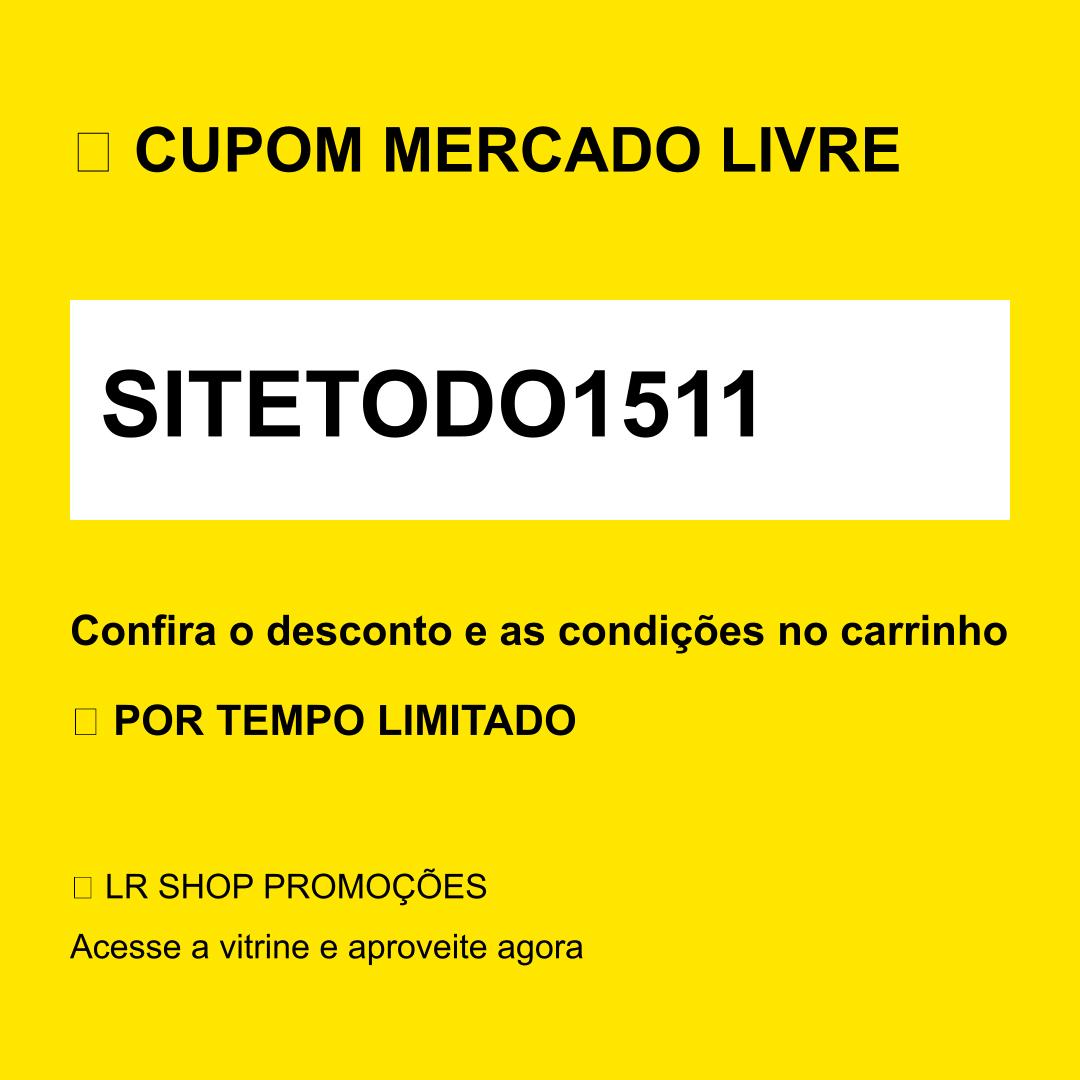 CUPOM MERCADO LIVRE
SITETODO1511
Confira o desconto e as condições no carrinho
POR TEMPO LIMITADO
LR SHOP PROMOÇÕES
Acesse a vitrine e aproveite agora